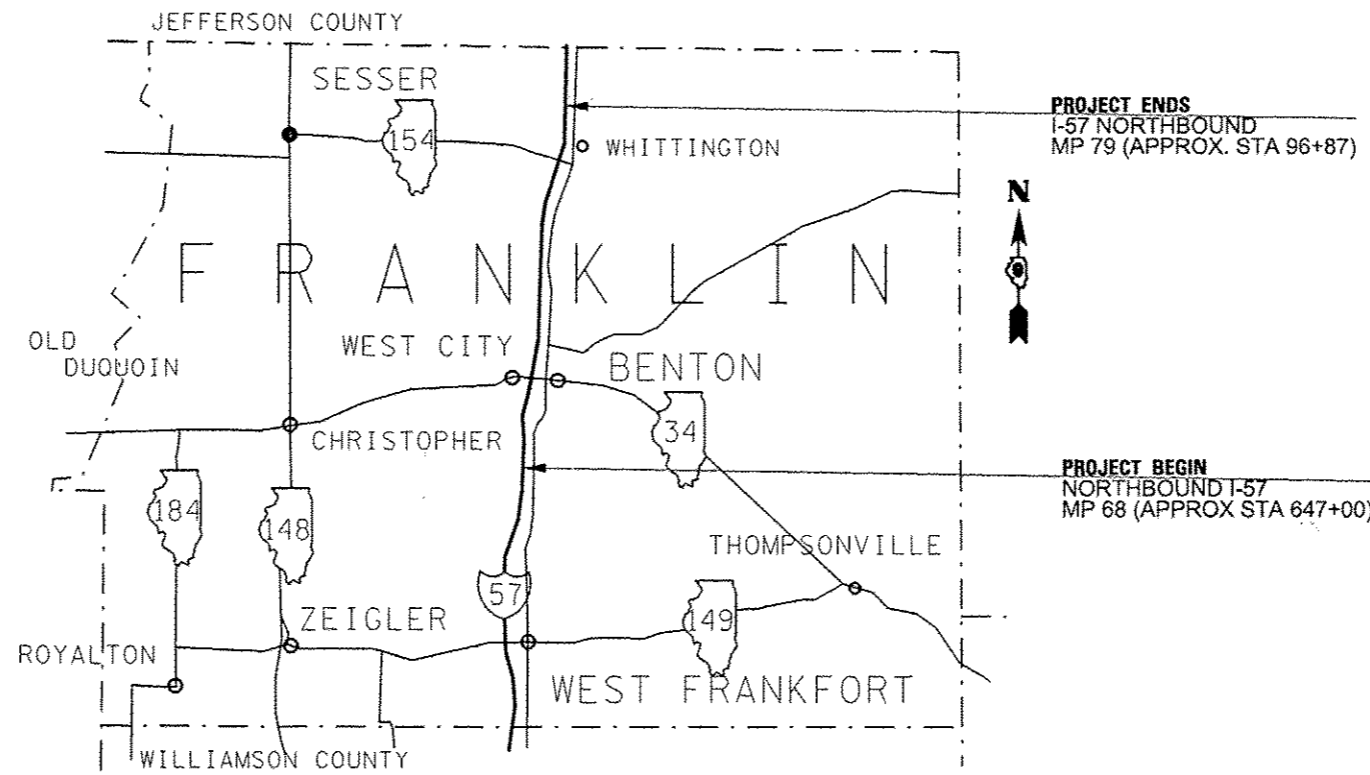 JEFFERSON COUNTY
SESSER
154
WHITTINGTON
PROJECT ENDS
I-57 NORTHBOUND
MP 79 (APPROX. STA 96+87)
N
FRANKLIN
OLD
DUQUOIN
WEST CITY
BENTON
34
CHRISTOPHER
PROJECT BEGIN
NORTHBOUND I-57
MP 68 (APPROX STA 647+00)
184
148
THOMPSONVILLE
57
149
ZEIGLER
ROYALTON
WEST FRANKFORT
WILLIAMSON COUNTY